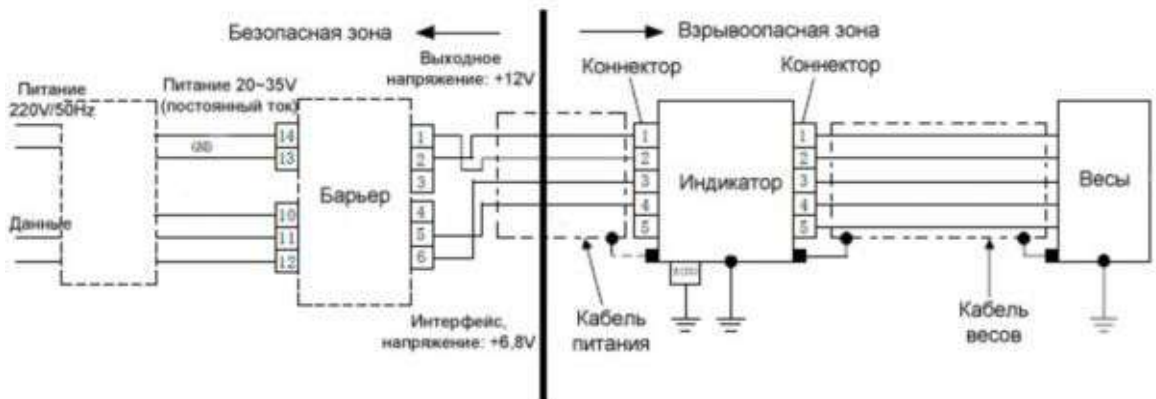 Безопасная зона
Взрывоопасная зона
Выходное
напряжение: +12V
Коннектор
Коннектор
Питание
220V/50Hz
Питание 20~35V
(постоянный ток)
14
13
10
11
12
Барьер
1
2
3
4
5
6
1
2
3
4
5
Индикатор
1
2
3
4
5
Весы
Данные
Интерфейс,
напряжение: +6,8V
Кабель
питания
Кабель
весов